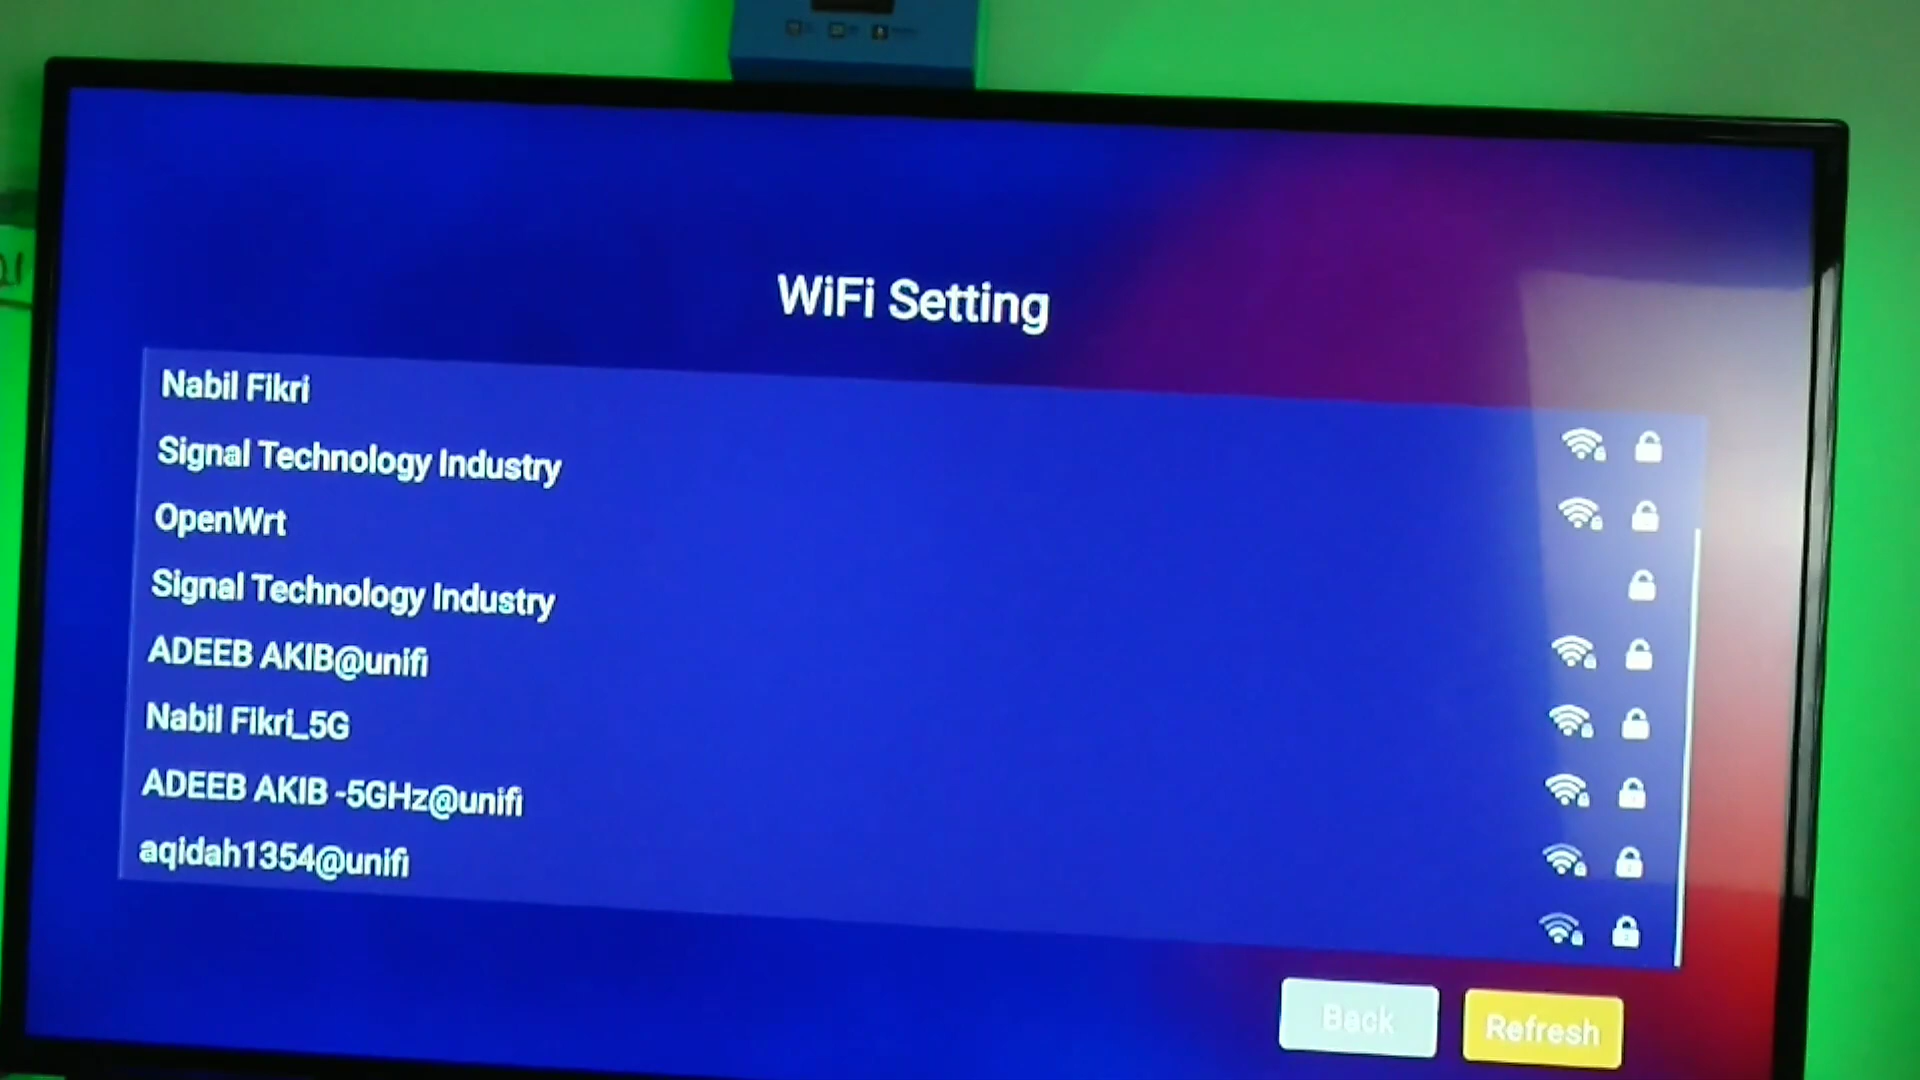 WiFi Setting
Nabil Fikri
Signal Technology Industry
OpenWrt
Signal Technology Industry
ADEEB AKIB@unifi
Nabil Fikri_5G
ADEEB AKIB -5GHz@unifi
aqidah1354@unifi
Back
Refresh